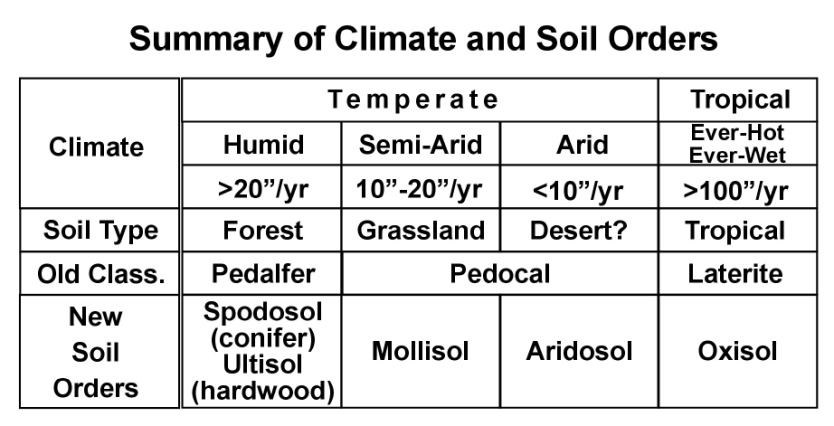 Summary of Climate and Soil Orders
Climate
Temperate
Tropical
Humid
Semi-Arid
Arid
Ever-Hot
Ever-Wet
>20”/yr
10”-20”/yr
<10”/yr
>100”/yr
Soil Type
Forest
Grassland
Desert?
Tropical
Old Class.
Pedalfer
Pedocal
Laterite
New
Soil
Orders
Spodosol
(conifer)
Ultisol
(hardwood)
Mollisol
Aridosol
Oxisol